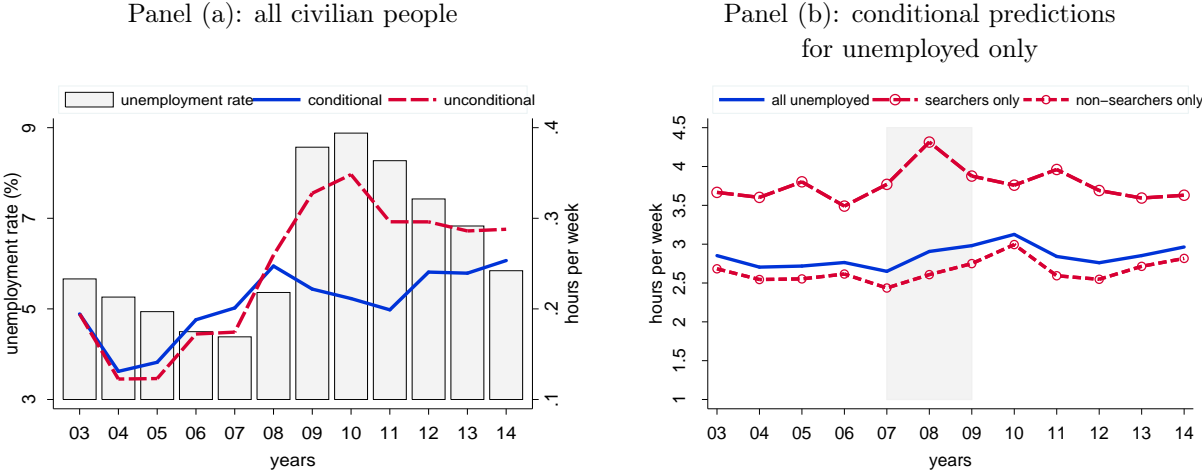 Panel (a): all civilian people
unemployment rate conditional unconditional
unemployment rate (%)
9
7
5
3
.4
.3
.2
.1
hours per week
03 04 05 06 07 08 09 10 11 12 13 14
years
Panel (b): conditional predictions
for unemployed only
all unemployed searchers only non−searchers only
hours per week
4.5
4
3.5
3
2.5
2
1.5
1
03 04 05 06 07 08 09 10 11 12 13 14
years